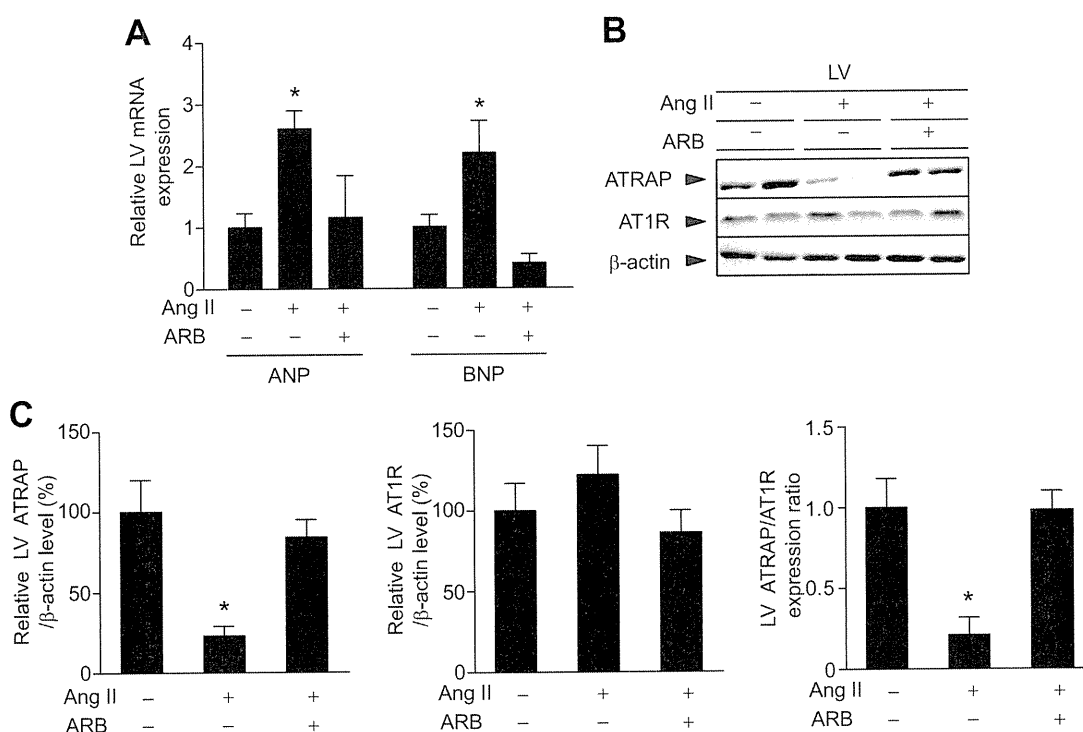 A
Relative LV mRNA
expression
4
3
2
1
0
*
*
Ang II − + + − + +
ARB − − + − − +
ANP BNP
B
LV
Ang II − + +
ARB − − +
ATRAP
AT1R
β-actin
C
Relative LV ATRAP
/β-actin level (%)
150
100
50
0
*
Ang II − + +
ARB − − +
Relative LV AT1R
/β-actin level (%)
150
100
50
0
Ang II − + +
ARB − − +
LV ATRAP/AT1R
expression ratio
1.5
1.0
0.5
0
*
Ang II − + +
ARB − − +